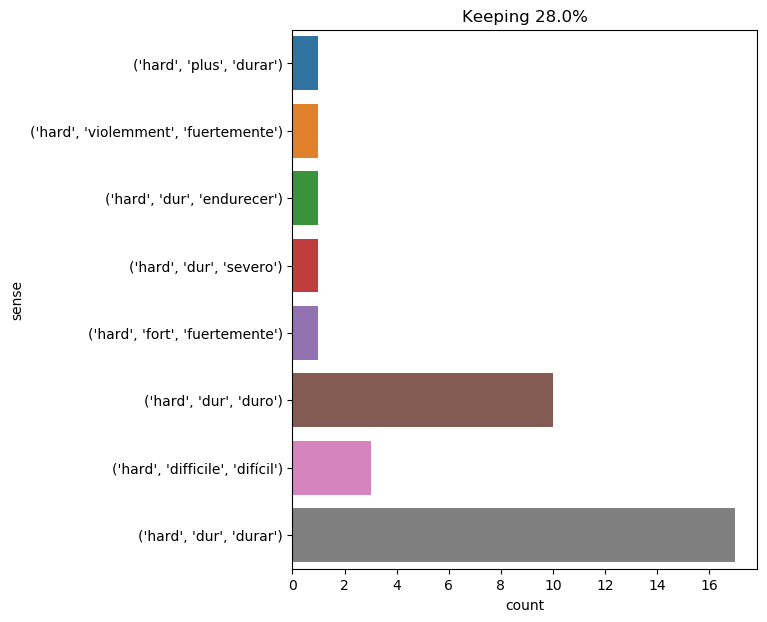 Keeping 28.0%
('hard', 'plus', 'durar')
('hard', 'violemment', 'fuertemente')
('hard', 'dur', 'endurecer')
('hard', 'dur', 'severo')
('hard', 'fort', 'fuertemente')
('hard', 'dur', 'duro')
('hard', 'difficile', 'difícil')
('hard', 'dur', 'durar')
sense
0 2 4 6 8 10 12 14 16
count